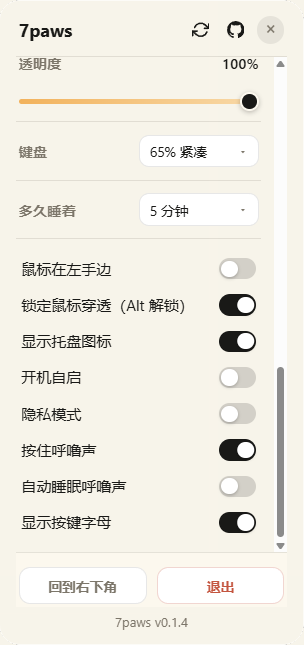 7paws
透明度 100%
键盘 65% 紧凑
多久睡着 5 分钟
鼠标在左手边
锁定鼠标穿透（Alt 解锁）
显示托盘图标
开机自启
隐私模式
按住呼噜声
自动睡眠呼噜声
显示按键字母
回到右下角 退出
7paws v0.1.4